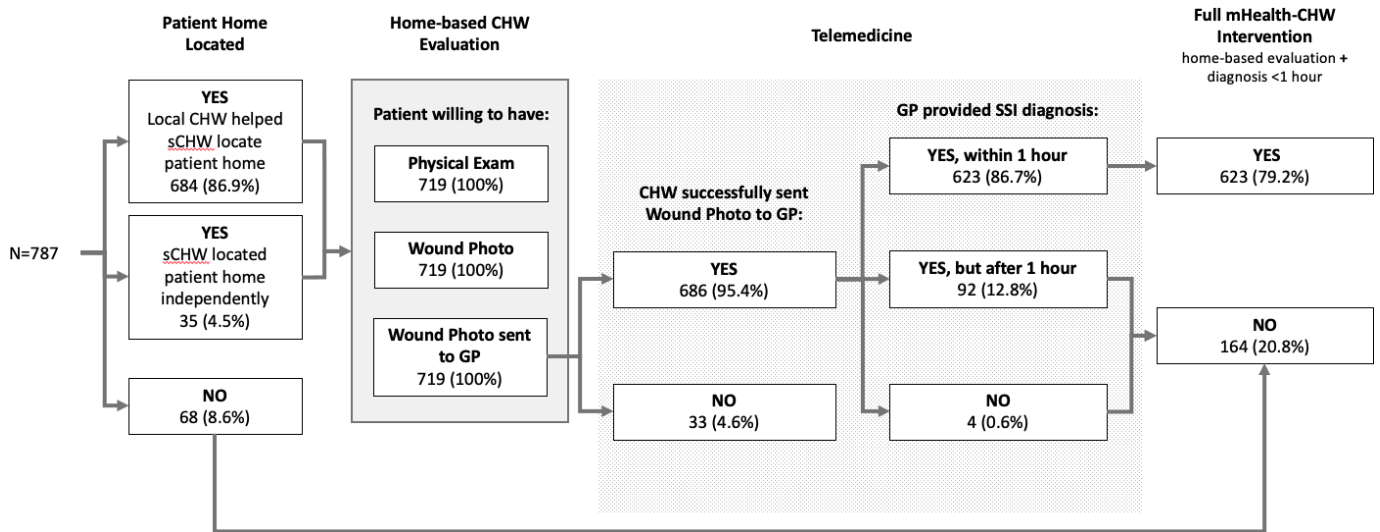 Patient Home
Located
Home-based CHW
Evaluation
Telemedicine
Full mHealth-CHW
Intervention
home-based evaluation +
diagnosis <1 hour
N=787
YES
Local CHW helped
sCHW locate
patient home
684 (86.9%)
YES
sCHW located
patient home
independently
35 (4.5%)
NO
68 (8.6%)
Patient willing to have:
Physical Exam
719 (100%)
Wound Photo
719 (100%)
Wound Photo sent
to GP
719 (100%)
CHW successfully sent
Wound Photo to GP:
YES
686 (95.4%)
NO
33 (4.6%)
GP provided SSI diagnosis:
YES, within 1 hour
623 (86.7%)
YES, but after 1 hour
92 (12.8%)
NO
4 (0.6%)
YES
623 (79.2%)
NO
164 (20.8%)